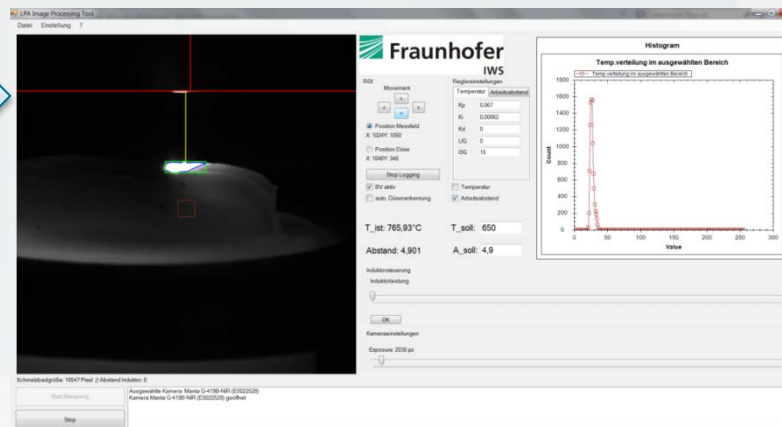 LPA Image Processing Tool
Datei Einstellung ?
Fraunhofer
IWS
ROI
Movement
Position Messfeld
X: 1024Y: 1050
Position Düse
X: 1048Y: 340
Stop Logging
BV aktiv
auto. Düsenerkennung
Reglereinstellungen
Temperatur Arbeitsabstand
Kp 0.067
Ki 0.00062
Kd 0
UG 0
OG 15
Temperatur
Arbeitsabstand
T_ist: 765,93°C T_soll: 650
Abstand: 4,901 A_soll: 4,9
Induktorsteuerung
Induktorleistung
OK
Kameraeinstellungen
Exposure: 2030 µs
Histogram
Temp.verteilung im ausgewählten Bereich
Temp.verteilung im ausgewählten Bereich
Count
1800
1600
1400
1200
1000
800
600
400
200
0
0 50 100 150 200 250 300
Value
Schmelzbadgröße: 10947 Pixel // Abstand Induktor: 0
Start Streaming
Stop
Ausgewählte Kamera: Manta G-419B-NIR (E0022528)
Kamera Manta G-419B-NIR (E0022528) geöffnet